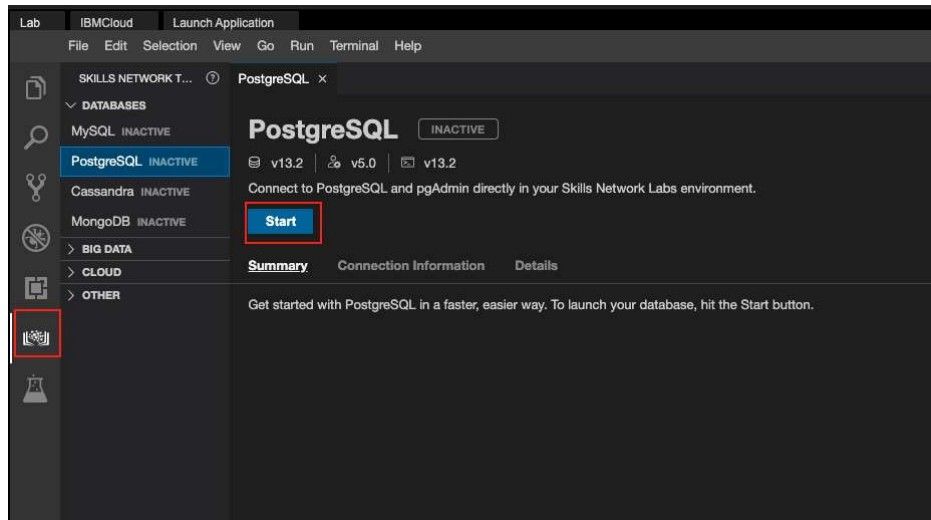 Lab IBMCloud Launch Application
File Edit Selection View Go Run Terminal Help
SKILLS NETWORK T... ? PostgreSQL ×
DATABASES
MySQL INACTIVE
PostgreSQL INACTIVE
Cassandra INACTIVE
MongoDB INACTIVE
BIG DATA
CLOUD
OTHER
PostgreSQL INACTIVE
v13.2 v5.0 v13.2
Connect to PostgreSQL and pgAdmin directly in your Skills Network Labs environment.
Start
Summary Connection Information Details
Get started with PostgreSQL in a faster, easier way. To launch your database, hit the Start button.